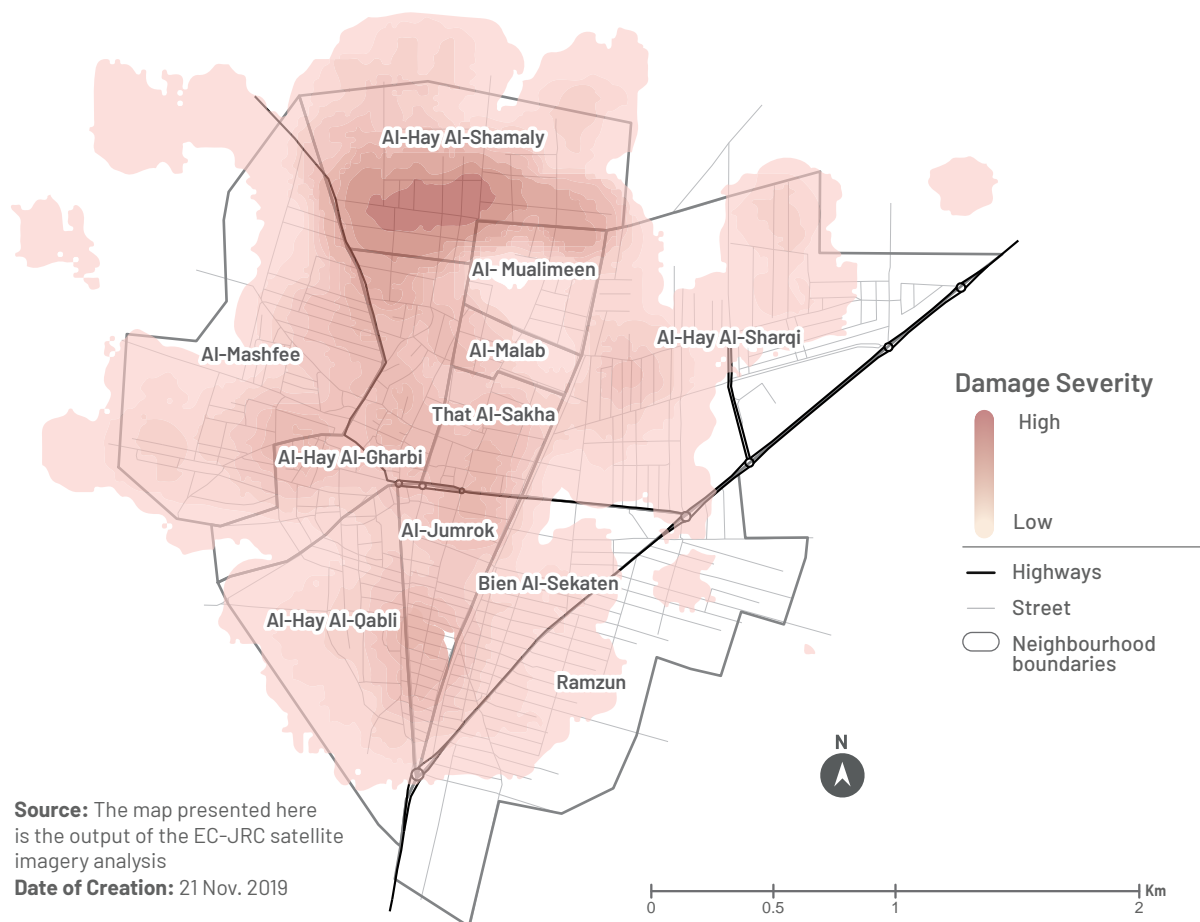 Al-Hay Al-Shamaly
Al- Mualimeen
Al-Hay Al-Sharqi
Al-Malab
Al-Mashfee
That Al-Sakha
Al-Hay Al-Gharbi
Al-Jumrok
Bien Al-Sekaten
Al-Hay Al-Qabli
Ramzun
Damage Severity
High
Low
Highways
Street
Neighbourhood
boundaries
N
Source: The map presented here
is the output of the EC-JRC satellite
imagery analysis
Date of Creation: 21 Nov. 2019
Km
0 0.5 1 2